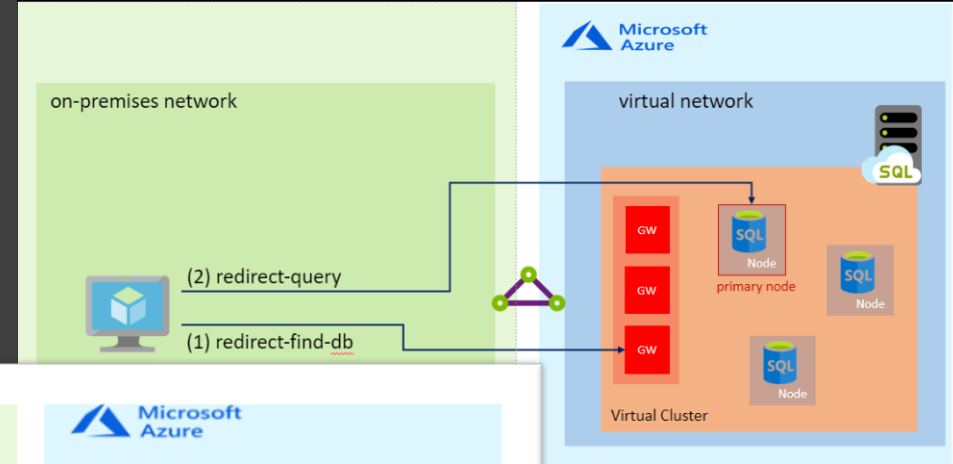 Microsoft
Azure
on-premises network
virtual network
SQL
GW
SQL
Node
primary node
SQL
Node
(2) redirect-query
GW
(1) redirect-find-db
GW
SQL
Node
Virtual Cluster
Microsoft
Azure